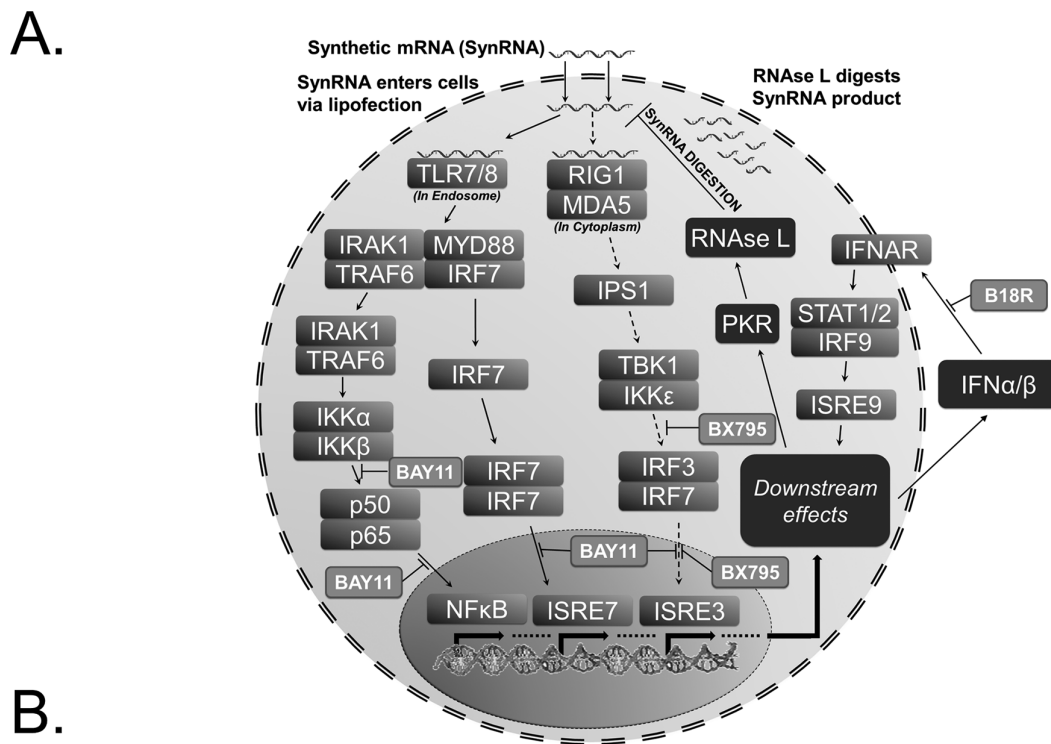 A.
Synthetic mRNA (SynRNA)
SynRNA enters cells
via lipofection
RNAse L digests
SynRNA product
SynRNA DIGESTION
TLR7/8
(In Endosome)
RIG1
MDA5
(In Cytoplasm)
IRAK1
TRAF6
MYD88
IRF7
RNAse L
IFNAR
IPS1
B18R
STAT1/2
IRF9
PKR
IRAK1
TRAF6
IRF7
TBK1
IKKε
IFNα/β
ISRE9
IKKα
IKKβ
BX795
BAY11
IRF7
IRF7
IRF3
IRF7
Downstream
effects
p50
p65
BAY11
BAY11
BX795
NFκB
ISRE7
ISRE3
B.